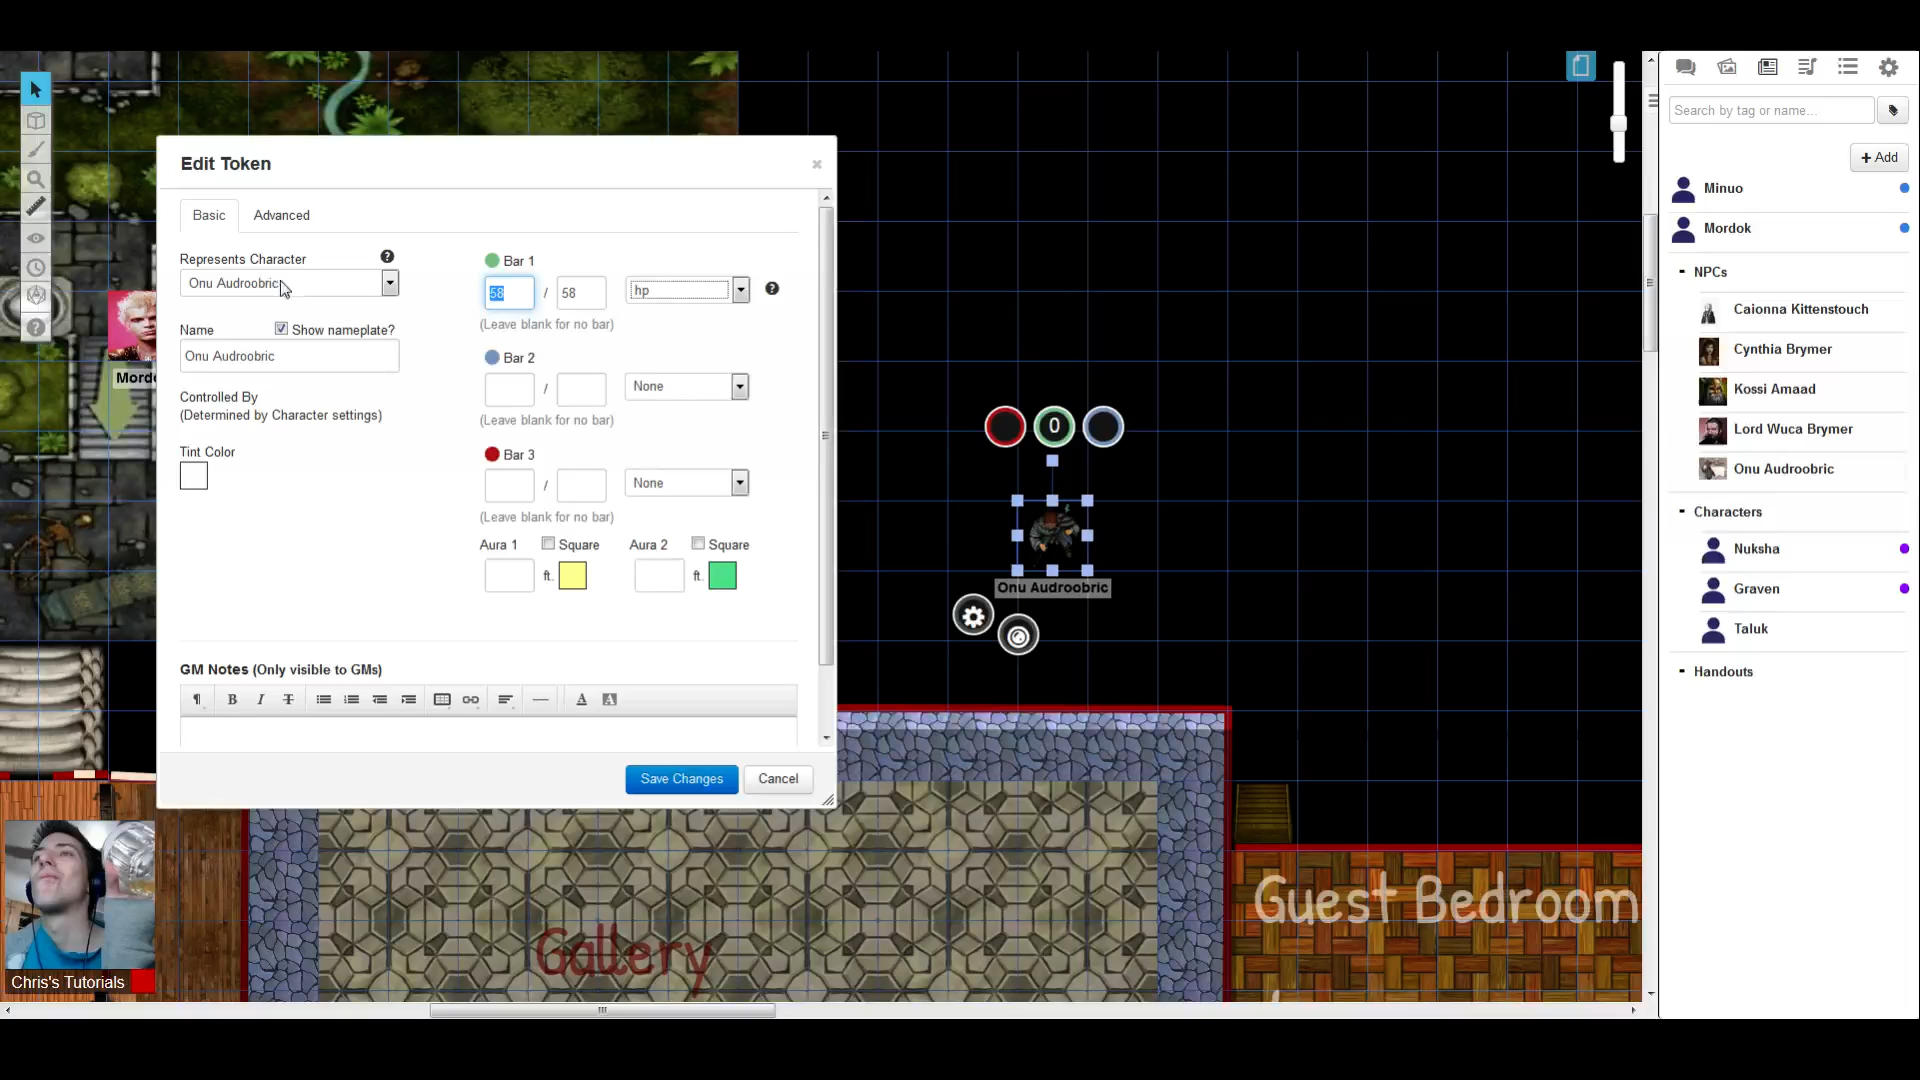 Edit Token
×
Basic
Advanced
Represents Character
?
Onu Audroobric
Name
Show nameplate?
Onu Audroobric
Controlled By
(Determined by Character settings)
Tint Color
Bar 1
58 / 58
hp
?
(Leave blank for no bar)
Bar 2
/
None
(Leave blank for no bar)
Bar 3
/
None
(Leave blank for no bar)
Aura 1
Square
Aura 2
Square
ft.
ft.
GM Notes (Only visible to GMs)
B I T
A A
Save Changes
Cancel
?
Mord
Chris's Tutorials
0
Onu Audroobric
Gallery
Guest Bedroom
Search by tag or name...
+ Add
Minuo
Mordok
NPCs
Caionna Kittenstouch
Cynthia Brymer
Kossi Amaad
Lord Wuca Brymer
Onu Audroobric
Characters
Nuksha
Graven
Taluk
Handouts